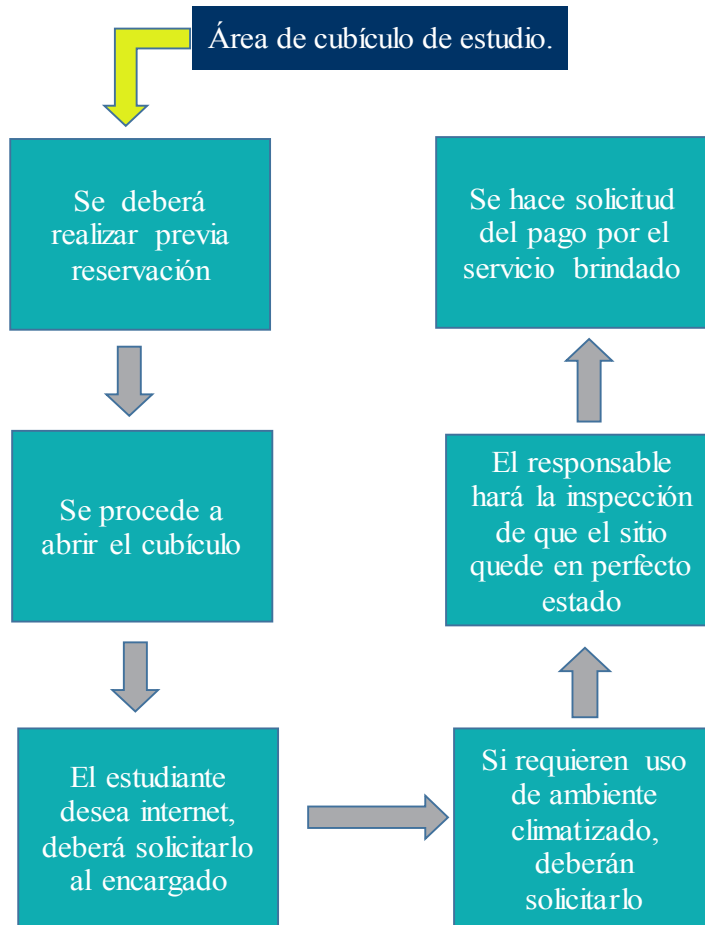 Área de cubículo de estudio.
Se deberá
realizar previa
reservación
Se procede a
abrir el cubículo
El estudiante
desea internet,
deberá solicitarlo
al encargado
Si requieren uso
de ambiente
climatizado,
deberán
solicitarlo
El responsable
hará la inspección
de que el sitio
quede en perfecto
estado
Se hace solicitud
del pago por el
servicio brindado